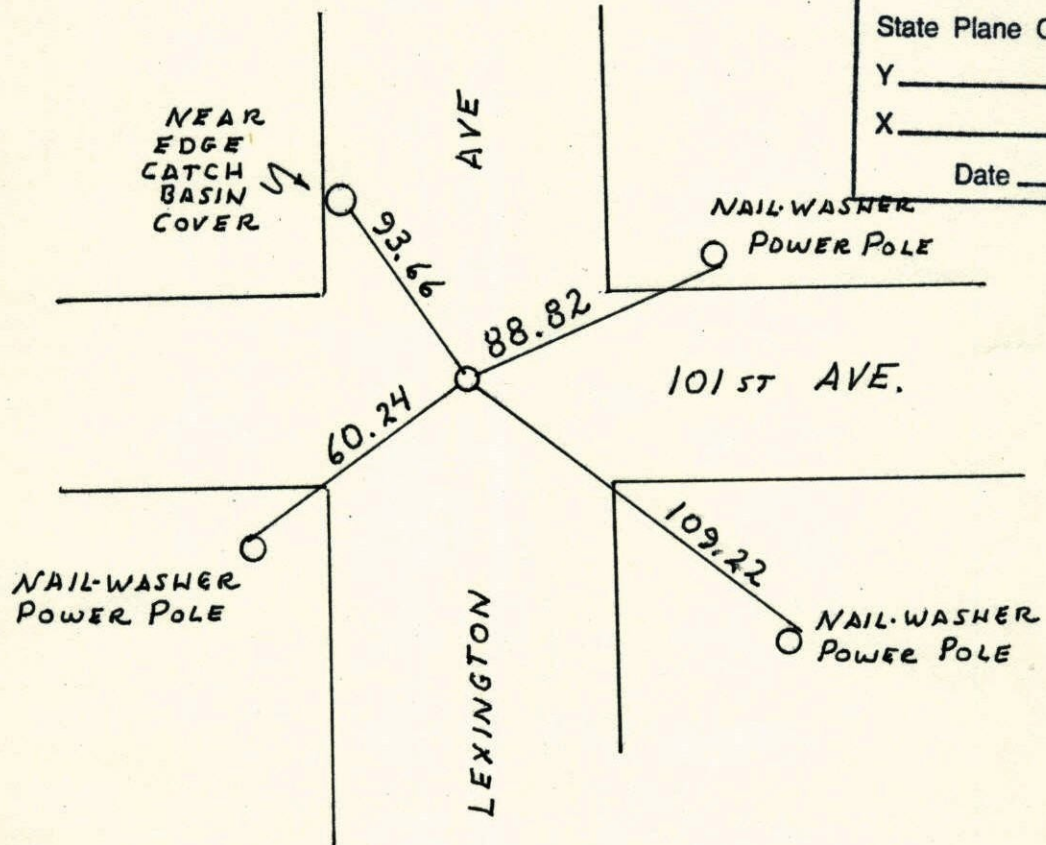 State Plane
Y
X
Date
NEAR
EDGE
CATCH
BASIN
COVER
AVE
93.66
NAIL-WASHER
POWER POLE
88.82
101 ST AVE.
60.24
109.22
NAIL-WASHER
POWER POLE
LEXINGTON
NAIL-WASHER
POWER POLE